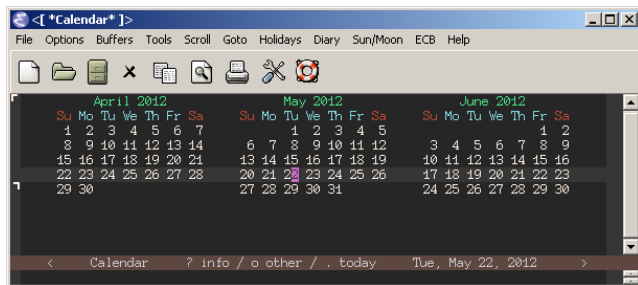 <[ *Calendar* ]>
File Options Buffers Tools Scroll Goto Holidays Diary Sun/Moon ECB Help
April 2012 May 2012 June 2012
Su Mo Tu We Th Fr Sa Su Mo Tu We Th Fr Sa Su Mo Tu We Th Fr Sa
1 2 3 4 5 6 7 1 2 3 4 5 1 2
8 9 10 11 12 13 14 6 7 8 9 10 11 12 3 4 5 6 7 8 9
15 16 17 18 19 20 21 13 14 15 16 17 18 19 10 11 12 13 14 15 16
22 23 24 25 26 27 28 20 21 22 23 24 25 26 17 18 19 20 21 22 23
29 30 27 28 29 30 31 24 25 26 27 28 29 30
< Calendar ? info / o other / . today Tue, May 22, 2012 >